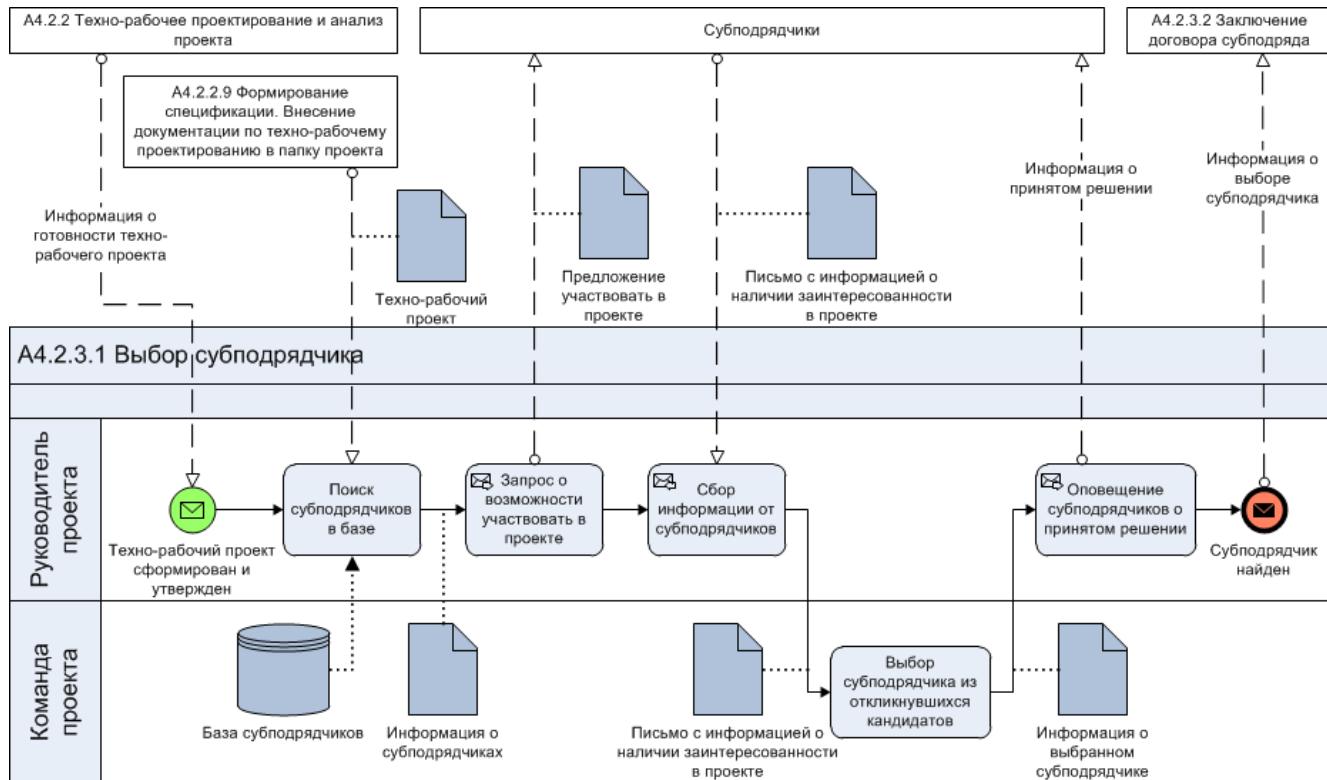 А4.2.2 Техно-рабочее проектирование и анализ
проекта
Субподрядчики
А4.2.3.2 Заключение
договора субподряда
А4.2.2.9 Формирование
спецификации. Внесение
документации по техно-рабочему
проектированию в папку проекта
Информация о
готовности техно-
рабочего проекта
Техно-рабочий
проект
Предложение
участвовать в
проекте
Письмо с информацией о
наличии заинтересованности
в проекте
Информация о
принятом решении
Информация о
выборе
субподрядчика
А4.2.3.1 Выбор субподрядчика
Руководитель
проекта
Техно-рабочий проект
сформирован и
утвержден
Поиск
субподрядчиков
в базе
Запрос о
возможности
участвовать в
проекте
Сбор
информации от
субподрядчиков
Оповещение
субподрядчиков о
принятом решении
Субподрядчик
найден
Команда
проекта
База субподрядчиков
Информация о
субподрядчиках
Письмо с информацией о
наличии заинтересованности
в проекте
Выбор
субподрядчика из
откликнувшихся
кандидатов
Информация о
выбранном
субподрядчике